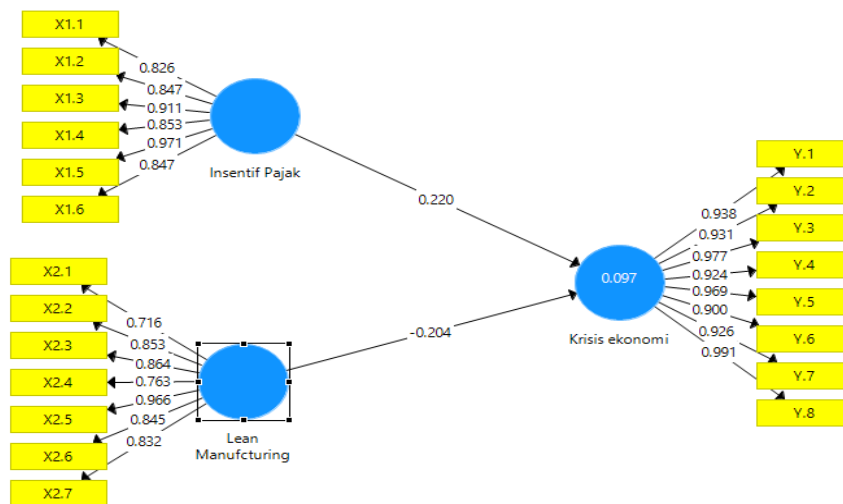 X1.1
X1.2
X1.3
X1.4
X1.5
X1.6
0.826
0.847
0.911
0.853
0.971
0.847
Insentif Pajak
0.220
X2.1
X2.2
X2.3
X2.4
X2.5
X2.6
X2.7
0.716
0.853
0.864
0.763
0.966
0.845
0.832
Lean
Manufcturing
-0.204
0.097
Krisis ekonomi
0.938
0.931
0.977
0.924
0.969
0.900
0.926
0.991
Y.1
Y.2
Y.3
Y.4
Y.5
Y.6
Y.7
Y.8